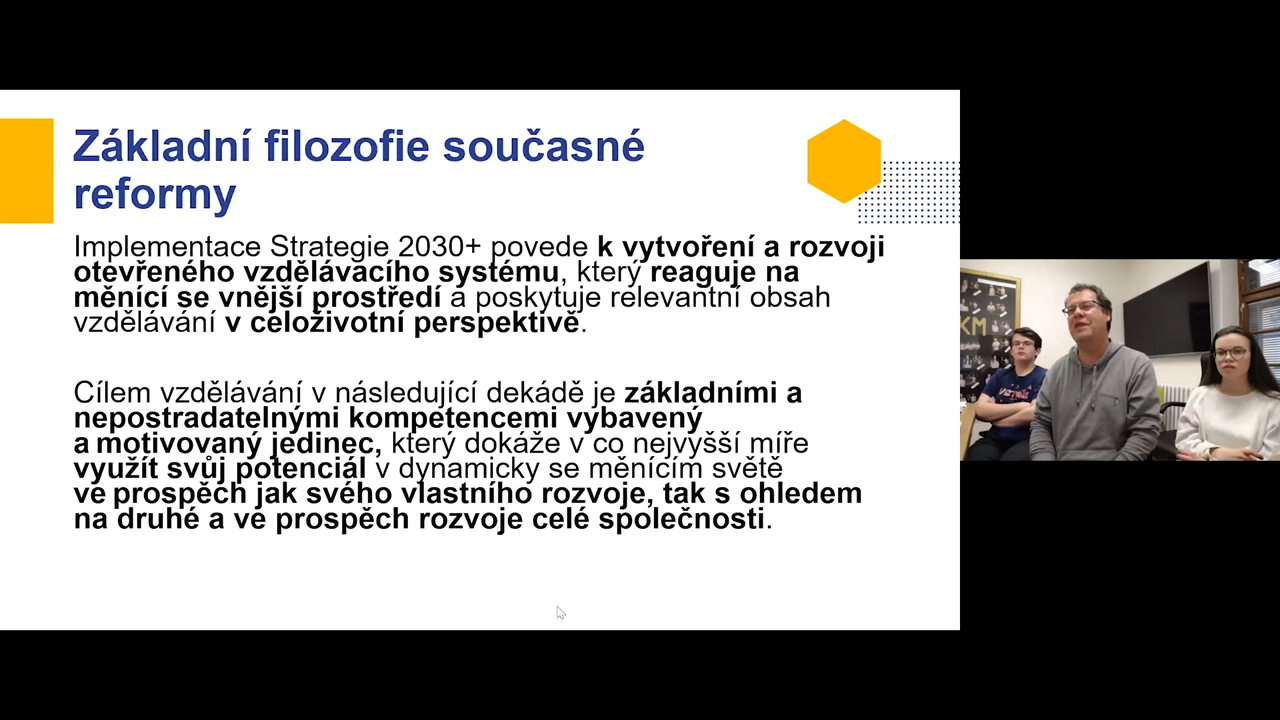 Základní filozofie současné
reformy
Implementace Strategie 2030+ povede k vytvoření a rozvoji
otevřeného vzdělávacího systému, který reaguje na
měnící se vnější prostředí a poskytuje relevantní obsah
vzdělávání v celoživotní perspektivě.
Cílem vzdělávání v následující dekádě je základními a
nepostradatelnými kompetencemi vybavený
a motivovaný jedinec, který dokáže v co nejvyšší míře
využít svůj potenciál v dynamicky se měnícím světě
ve prospěch jak svého vlastního rozvoje, tak s ohledem
na druhé a ve prospěch rozvoje celé společnosti.
KM